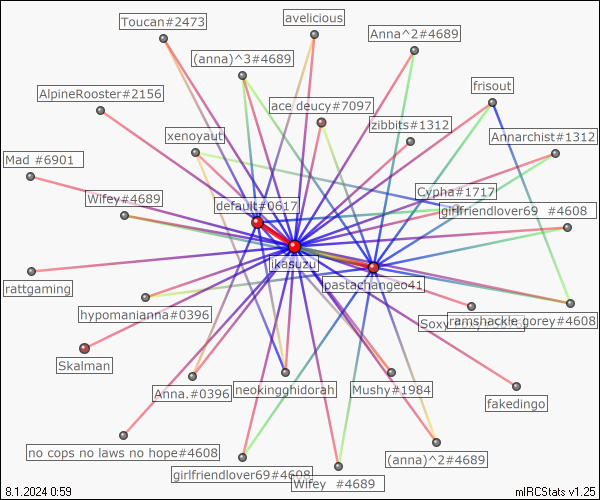 Toucan#2473
avelicious
Anna^2#4689
(anna)^3#4689
frisout
AlpineRooster#2156
ace deucy#7097
zibbits#1312
xenoyaut
Annarchist#1312
Mad #6901
Cypha#1717
Wifey#4689
default#0617
girlfriendlover69 #4608
ikasuzu
pastachangeo41
rattgaming
hypomanianna#0396
ramshackle gorey#4608
Skalman
Anna.#0396
neokingghidorah
Mushy#1984
fakedingo
no cops no laws no hope#4608
(anna)^2#4689
girlfriendlover69#4608
Wifey #4689
8.1.2024 0:59
mIRCStats v1.25